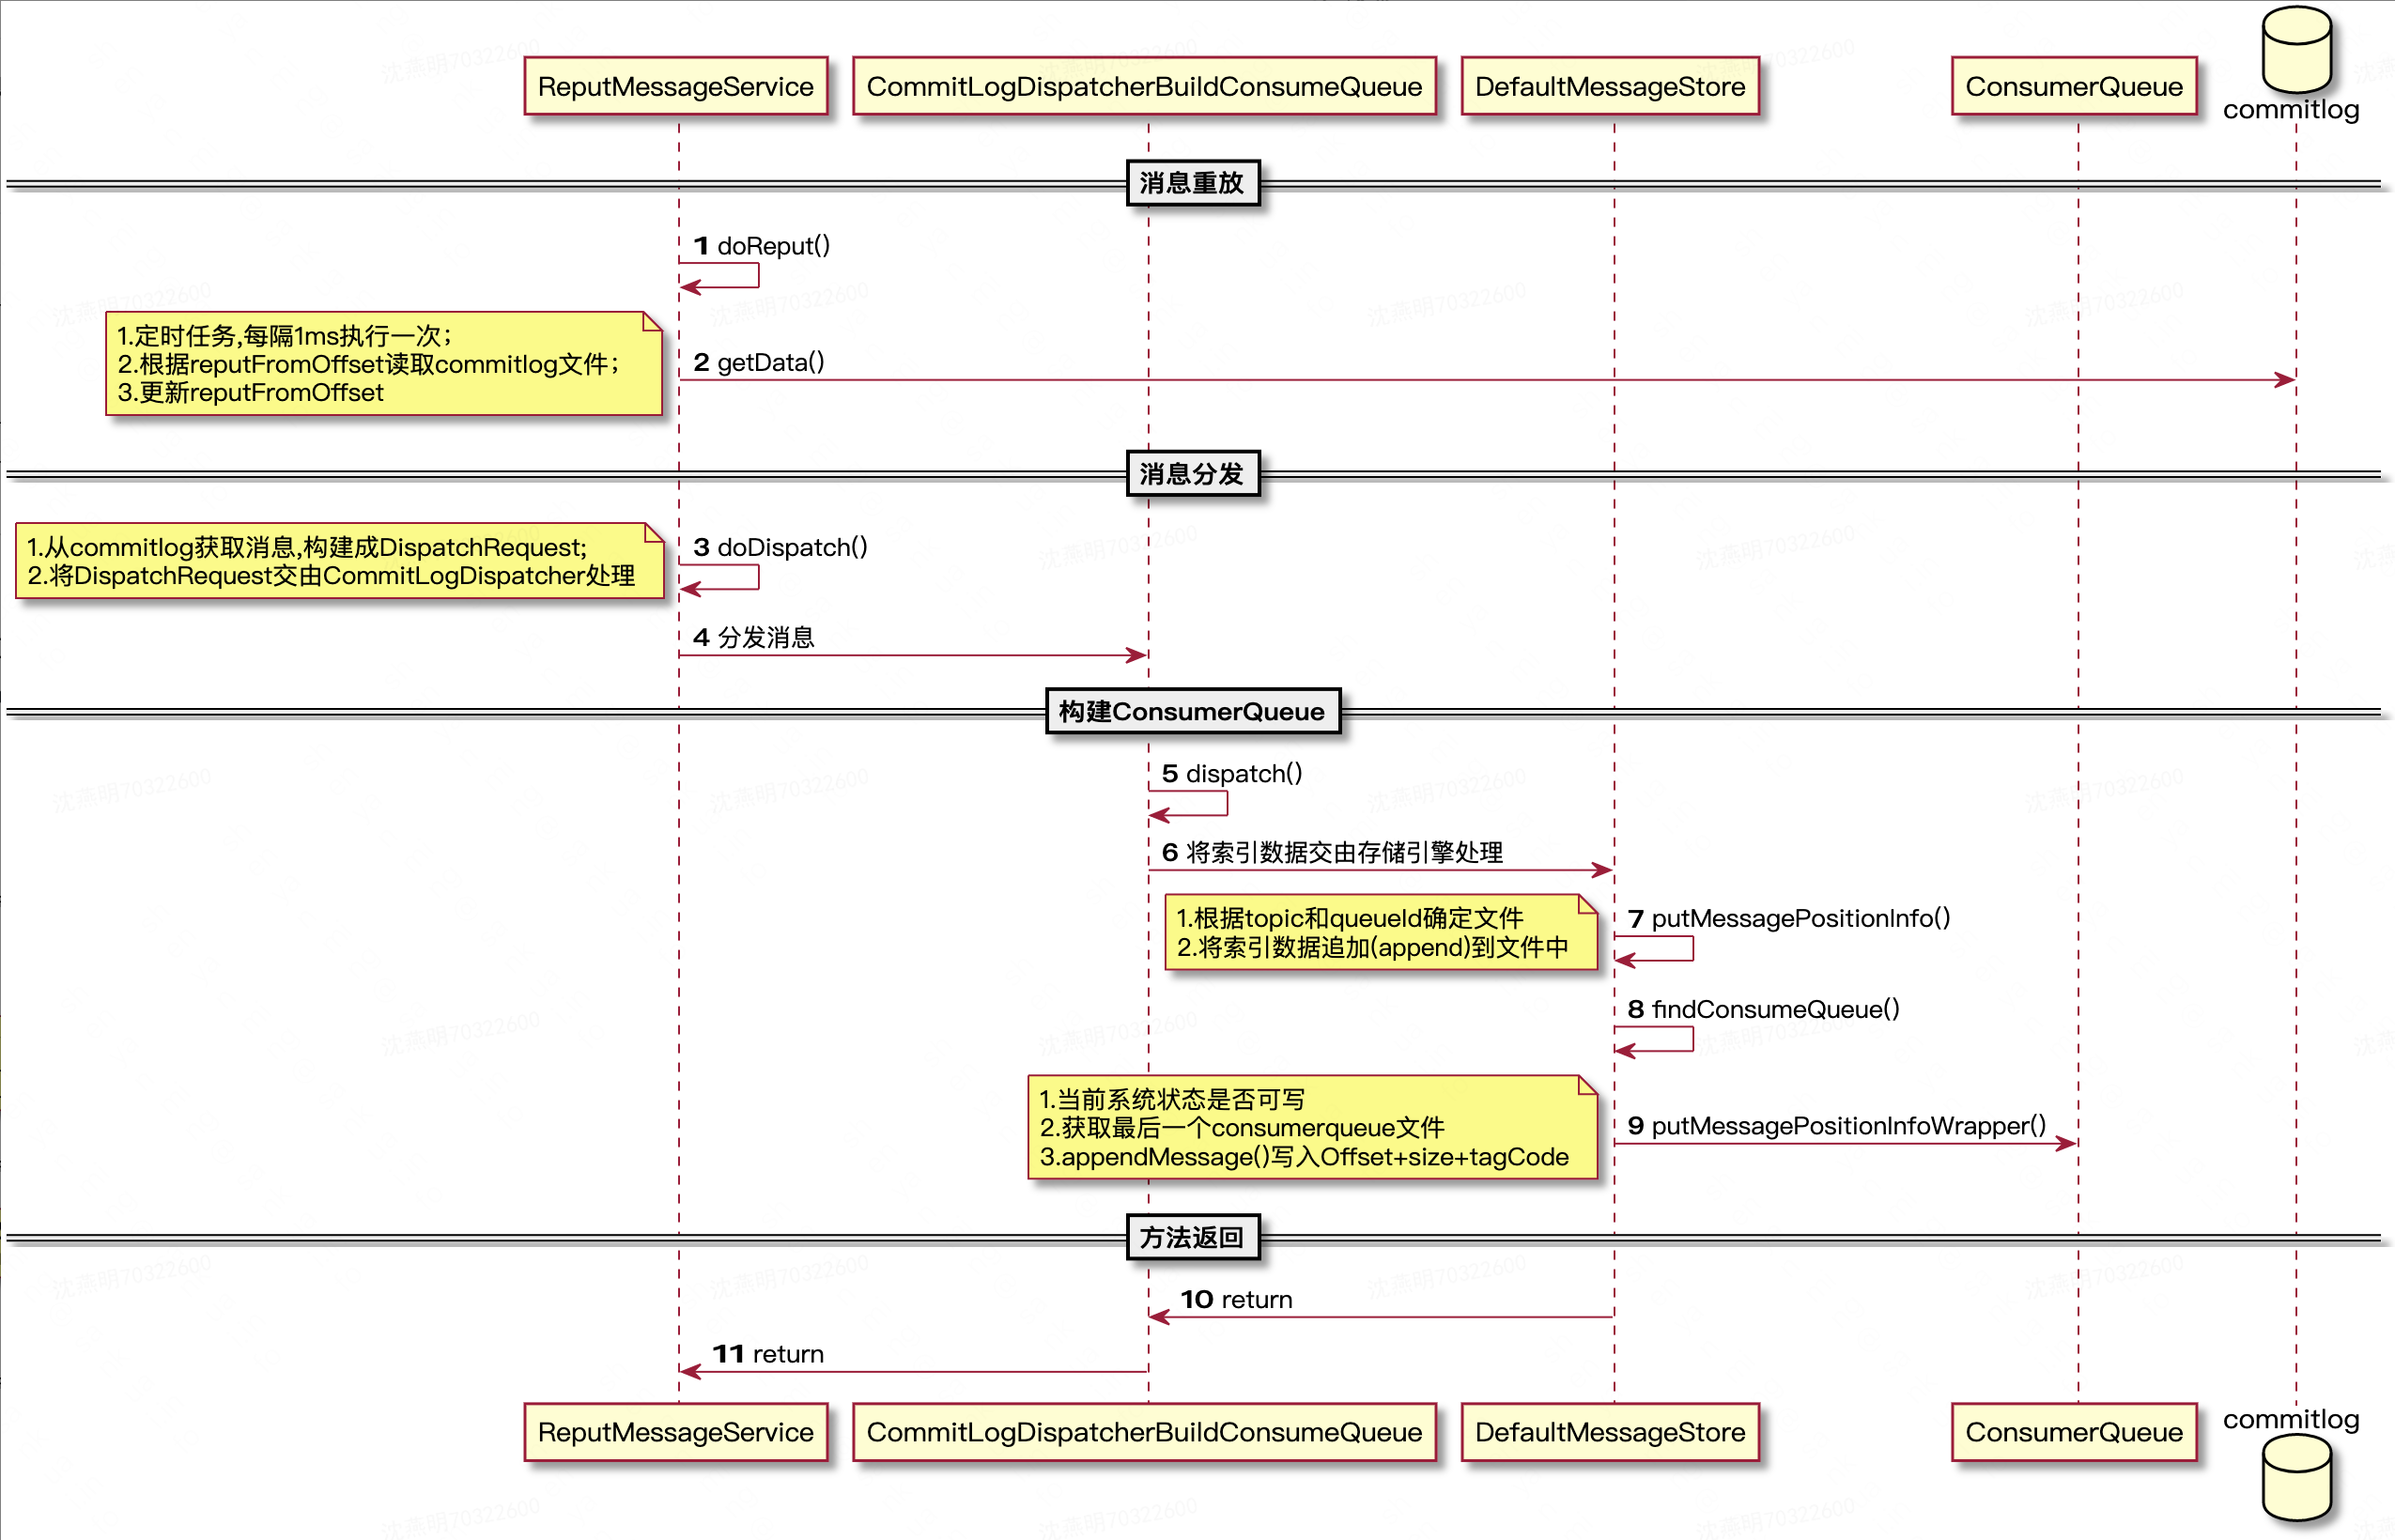 ReputMessageService
CommitLogDispatcherBuildConsumeQueue
DefaultMessageStore
ConsumerQueue
commitlog
消息重放
1 doReput()
1.定时任务,每隔1ms执行一次；
2.根据reputFromOffset读取commitlog文件；
3.更新reputFromOffset
2 getData()
消息分发
1.从commitlog获取消息,构建成DispatchRequest;
2.将DispatchRequest交由CommitLogDispatcher处理
3 doDispatch()
4 分发消息
构建ConsumerQueue
5 dispatch()
6 将索引数据交由存储引擎处理
1.根据topic和queueId确定文件
2.将索引数据追加(append)到文件中
7 putMessagePositionInfo()
8 findConsumeQueue()
1.当前系统状态是否可写
2.获取最后一个consumerqueue文件
3.appendMessage()写入Offset+size+tagCode
9 putMessagePositionInfoWrapper()
方法返回
10 return
11 return
ReputMessageService
CommitLogDispatcherBuildConsumeQueue
DefaultMessageStore
ConsumerQueue
commitlog
沈燕明70322600